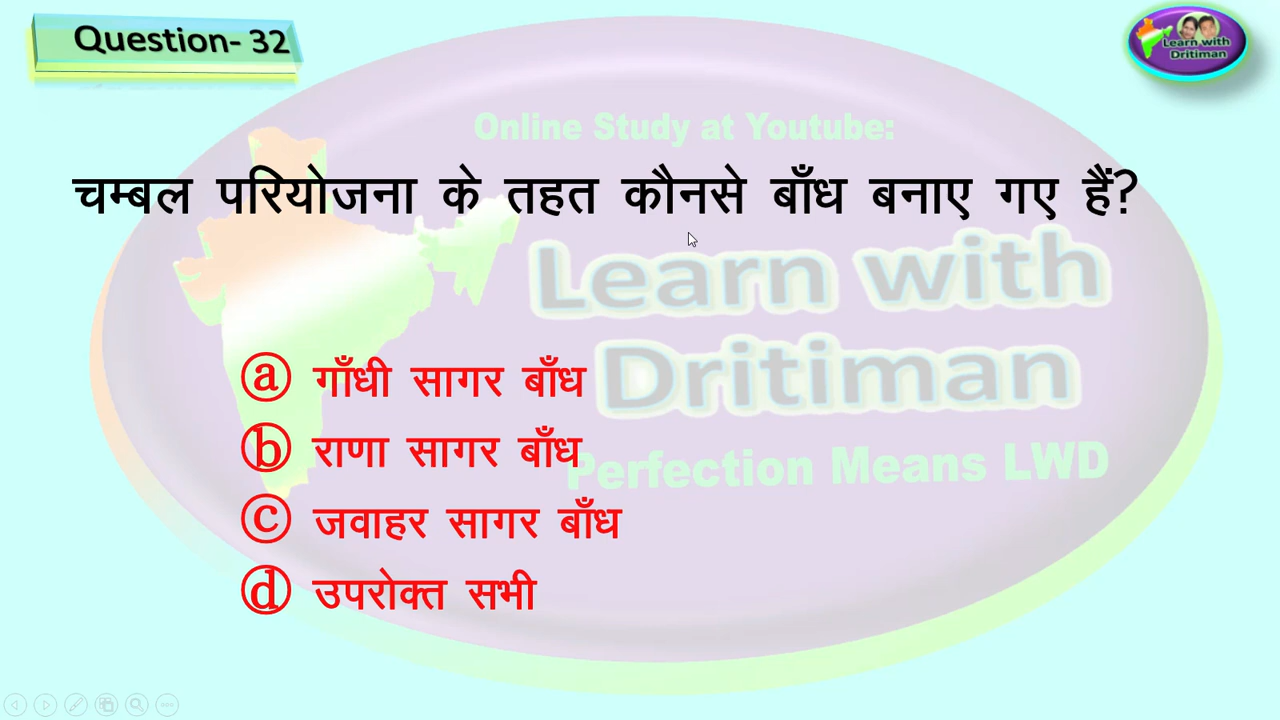 Question- 32
Learn with
Dritiman
Online Study at Youtube:
चम्बल परियोजना के तहत कौनसे बाँध बनाए गए हैं?
Learn with
Dritiman
ⓐ गाँधी सागर बाँध
ⓑ राणा सागर बाँध
Perfection Means LWD
ⓒ जवाहर सागर बाँध
ⓓ उपरोक्त सभी